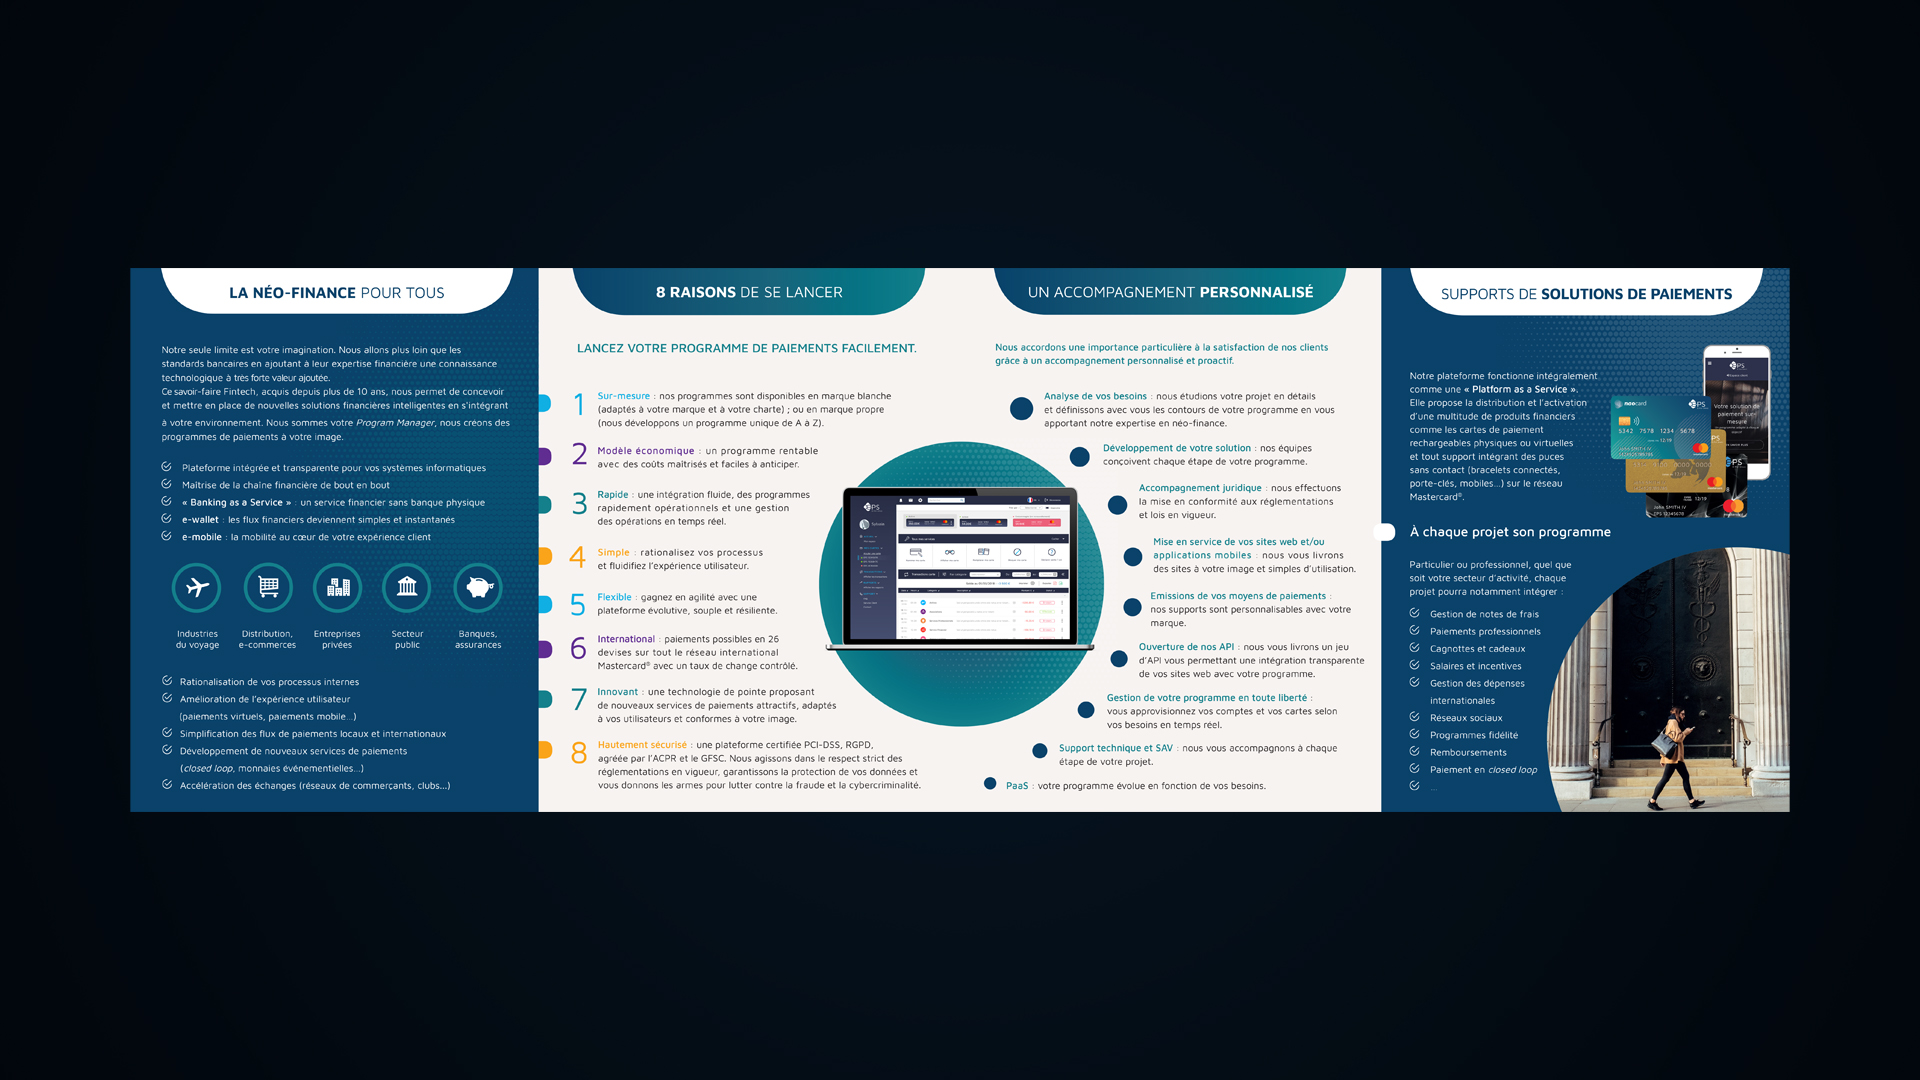 LA NÉO-FINANCE POUR TOUS
Notre seule limite est votre imagination. Nous allons plus loin que les
standards bancaires en ajoutant à leur expertise financière une connaissance
technologique à très forte valeur ajoutée.
Ce savoir-faire Fintech, acquis depuis plus de 10 ans, nous permet de concevoir
et mettre en place de nouvelles solutions financières intelligentes en s'intégrant
à votre environnement. Nous sommes votre Program Manager, nous créons des
programmes de paiements à votre image.
Plateforme intégrée et transparente pour vos systèmes informatiques
Maîtrise de la chaîne financière de bout en bout
« Banking as a Service » : un service financier sans banque physique
e-wallet : les flux financiers deviennent simples et instantanés
e-mobile : la mobilité au cœur de votre expérience client
Industries
du voyage
Distribution,
e-commerces
Entreprises
privées
Secteur
public
Banques,
assurances
Rationalisation de vos processus internes
Amélioration de l'expérience utilisateur
(paiements virtuels, paiements mobile...)
Simplification des flux de paiements locaux et internationaux
Développement de nouveaux services de paiements
(closed loop, monnaies événementielles...)
Accélération des échanges (réseaux de commerçants, clubs...)
8 RAISONS DE SE LANCER
LANCEZ VOTRE PROGRAMME DE PAIEMENTS FACILEMENT.
1 Sur-mesure : nos programmes sont disponibles en marque blanche
(adaptés à votre marque et à votre charte) ; ou en marque propre
(nous développons un programme unique de A à Z).
2 Modèle économique : un programme rentable
avec des coûts maîtrisés et faciles à anticiper.
3 Rapide : une intégration fluide, des programmes
rapidement opérationnels et une gestion
des opérations en temps réel.
4 Simple : rationalisez vos processus
et fluidifiez l'expérience utilisateur.
5 Flexible : gagnez en agilité avec une
plateforme évolutive, souple et résiliente.
6 International : paiements possibles en 26
devises sur tout le réseau international
Mastercard® avec un taux de change contrôlé.
7 Innovant : une technologie de pointe proposant
de nouveaux services de paiements attractifs, adaptés
à vos utilisateurs et conformes à votre image.
8 Hautement sécurisé : une plateforme certifiée PCI-DSS, RGPD,
agréée par l'ACPR et le GFSC. Nous agissons dans le respect strict des
réglementations en vigueur, garantissons la protection de vos données et
vous donnons les armes pour lutter contre la fraude et la cybercriminalité.
UN ACCOMPAGNEMENT PERSONNALISÉ
Nous accordons une importance particulière à la satisfaction de nos clients
grâce à un accompagnement personnalisé et proactif.
Analyse de vos besoins : nous étudions votre projet en détails
et définissons avec vous les contours de votre programme en vous
apportant notre expertise en néo-finance.
Développement de votre solution : nos équipes
conçoivent chaque étape de votre programme.
Accompagnement juridique : nous effectuons
la mise en conformité aux réglementations
et lois en vigueur.
Mise en service de vos sites web et/ou
applications mobiles : nous vous livrons
des sites à votre image et simples d'utilisation.
Emissions de vos moyens de paiements :
nos supports sont personnalisables avec votre
marque.
Ouverture de nos API : nous vous livrons un jeu
d'API vous permettant une intégration transparente
de vos sites web avec votre programme.
Gestion de votre programme en toute liberté :
vous approvisionnez vos comptes et vos cartes selon
vos besoins en temps réel.
Support technique et SAV : nous vous accompagnons à chaque
étape de votre projet.
PaaS : votre programme évolue en fonction de vos besoins.
SUPPORTS DE SOLUTIONS DE PAIEMENTS
Notre plateforme fonctionne intégralement
comme une « Platform as a Service ».
Elle propose la distribution et l'activation
d'une multitude de produits financiers
comme les cartes de paiement
rechargeables physiques ou virtuelles
et tout support intégrant des puces
sans contact (bracelets connectés,
porte-clés, mobiles...) sur le réseau
Mastercard®.
neocard
5342 7578 1234 5678
12/19
Votre solution de
paiement sur-
mesure
JOHN SMITH IV
EPS 12345678
À chaque projet son programme
Particulier ou professionnel, quel que
soit votre secteur d'activité, chaque
projet pourra notamment intégrer :
Gestion de notes de frais
Paiements professionnels
Cagnottes et cadeaux
Salaires et incentives
Gestion des dépenses
internationales
Réseaux sociaux
Programmes fidélité
Remboursements
Paiement en closed loop
...